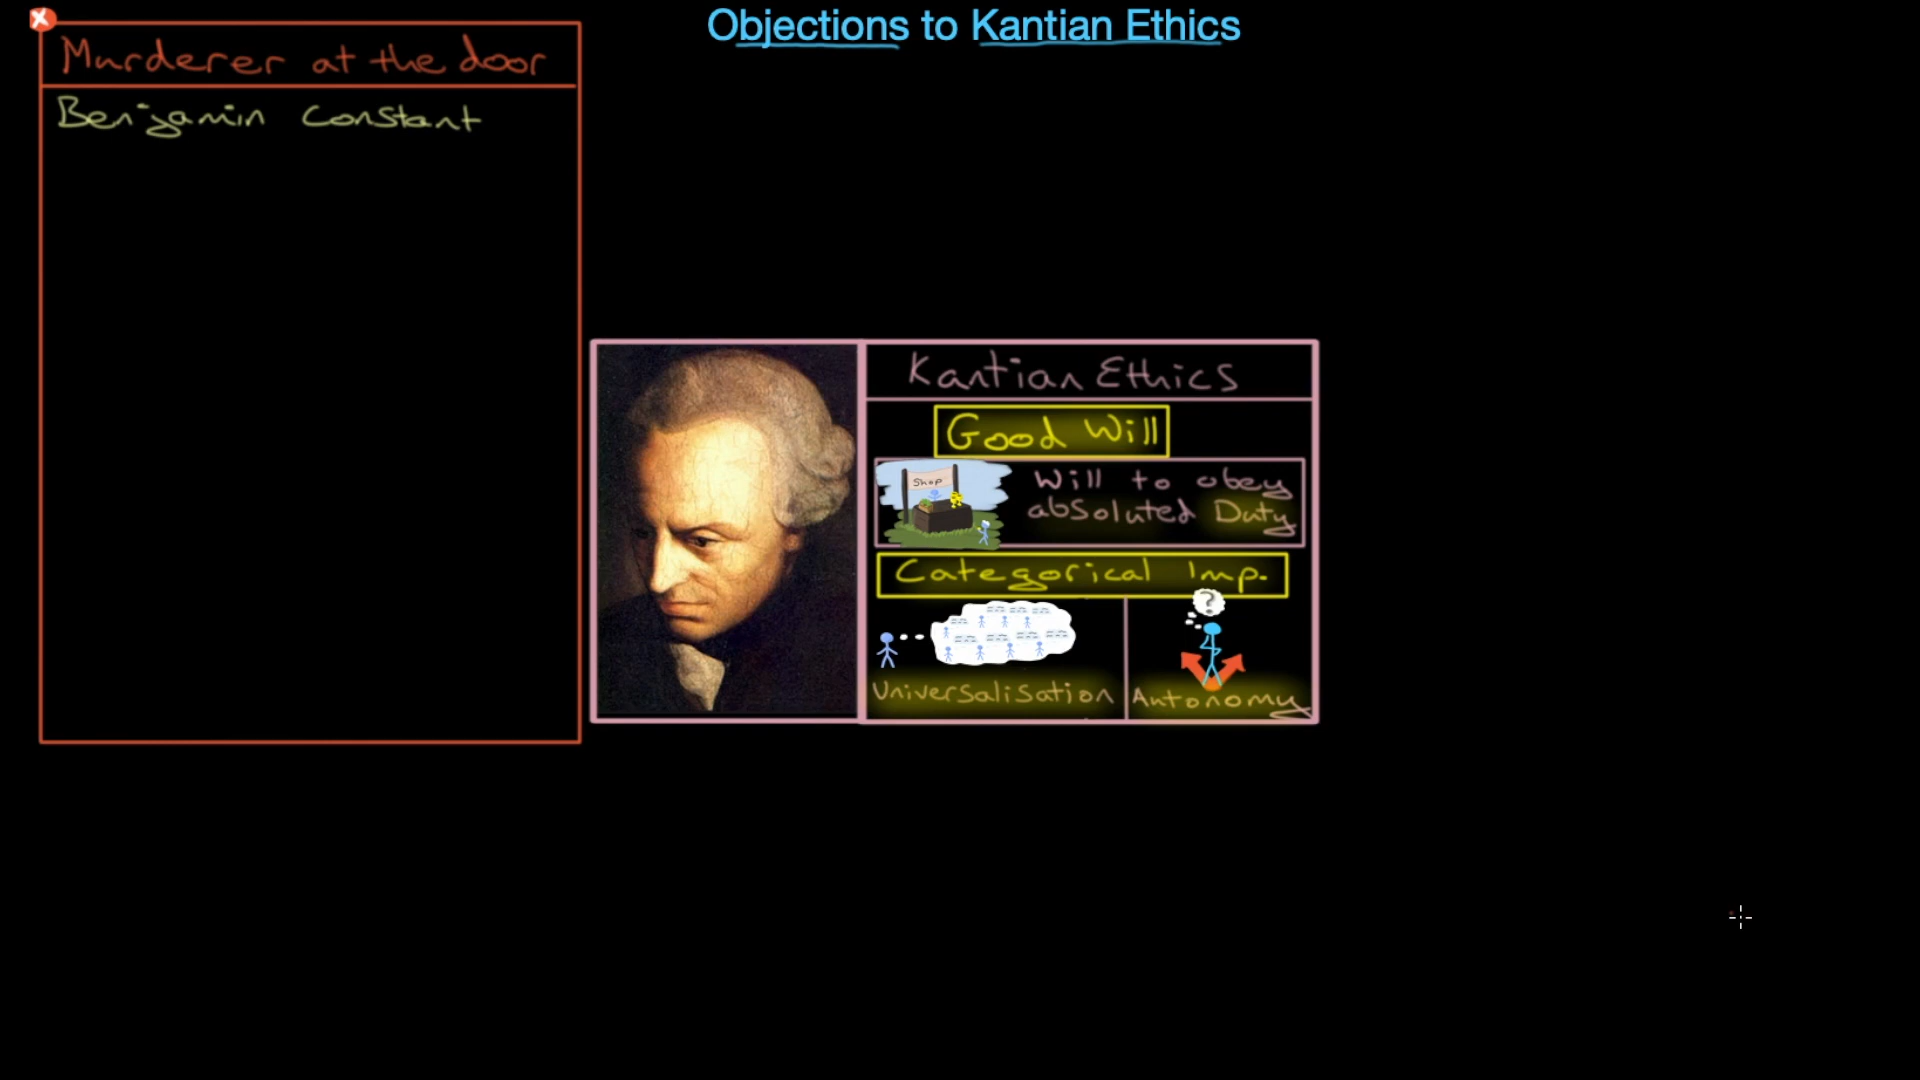 Objections to Kantian Ethics
Murderer at the door
Benjamin Constant
Kantian Ethics
Good Will
Shop
Will to obey
absoluted Duty
Categorical Imp.
?
Universalisation
Autonomy